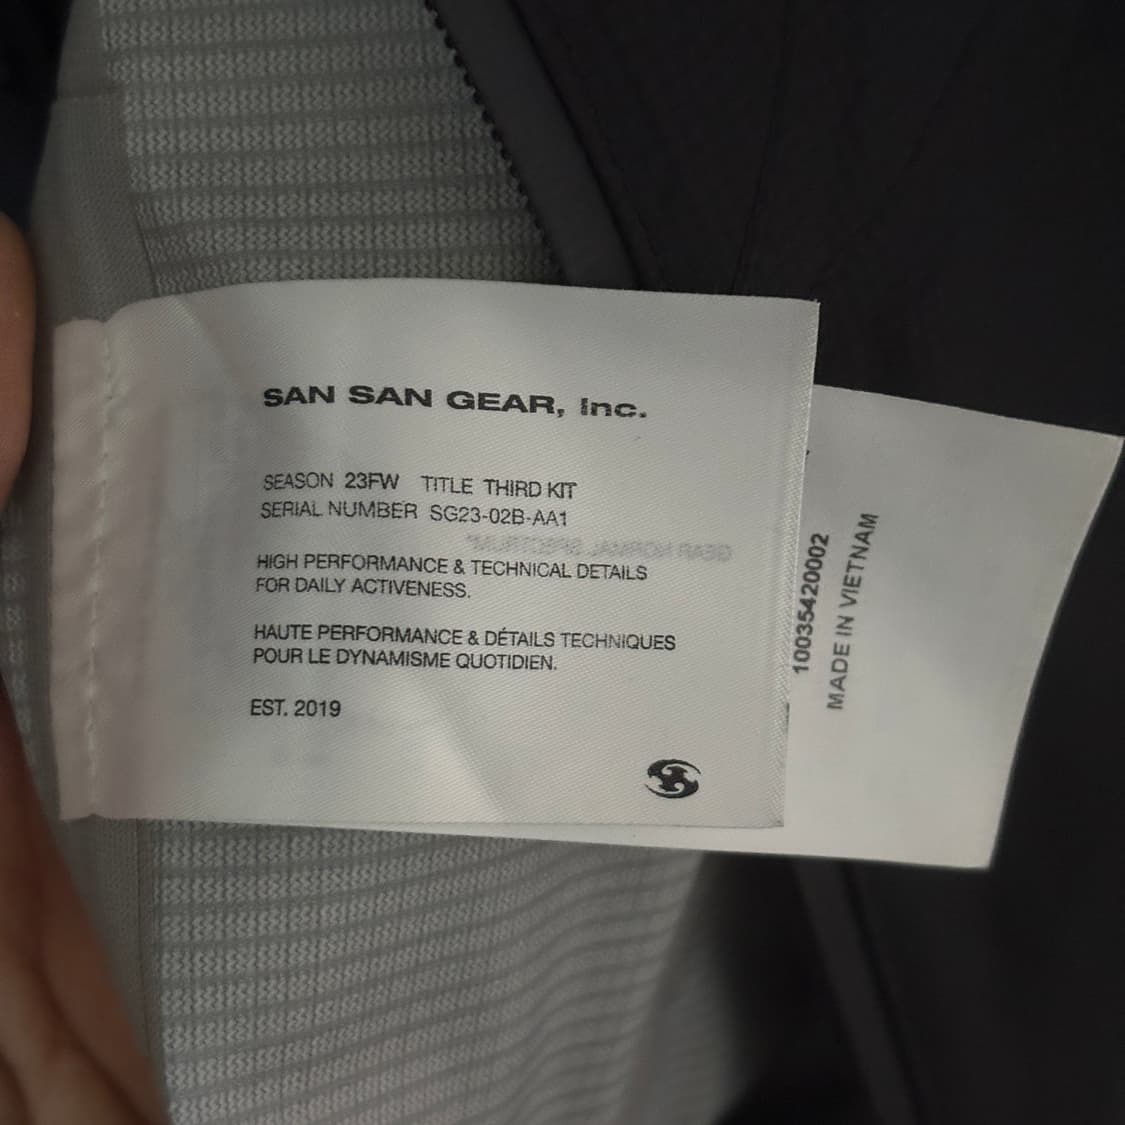 SAN SAN GEAR, Inc.
SEASON 23FW TITLE THIRD KIT
SERIAL NUMBER SG23-02B-AA1
HIGH PERFORMANCE & TECHNICAL DETAILS
FOR DAILY ACTIVENESS.
HAUTE PERFORMANCE & DÉTAILS TECHNIQUES
POUR LE DYNAMISME QUOTIDIEN.
EST. 2019
10035420002
MADE IN VIETNAM